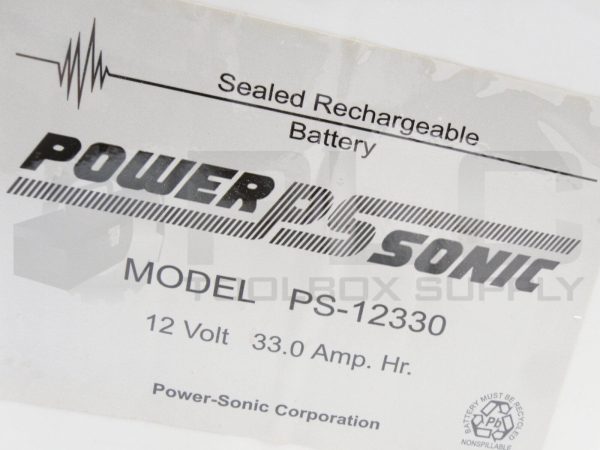 Sealed Rechargeable
Battery
POWER PS SONIC
PLC
TOOLBOX SUPPLY
MODEL PS-12330
12 Volt 33.0 Amp. Hr.
Power-Sonic Corporation
BATTERY MUST BE RECYCLED
Pb
NONSPILLABLE